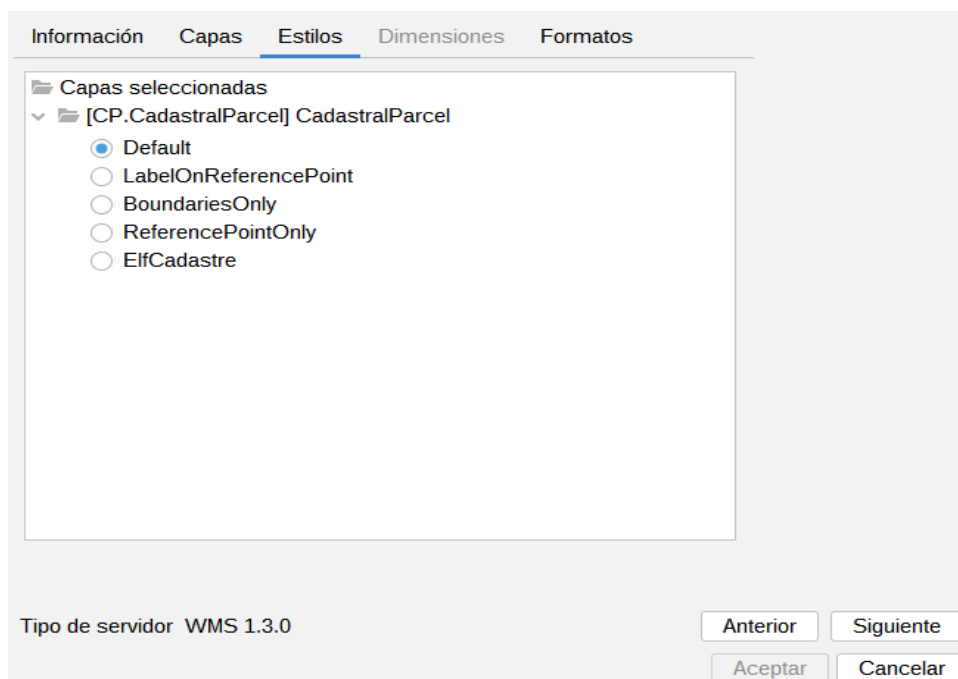 Información Capas Estilos Dimensiones Formatos
Capas seleccionadas
[CP.CadastralParcel] CadastralParcel
Default
LabelOnReferencePoint
BoundariesOnly
ReferencePointOnly
ElfCadastre
Tipo de servidor WMS 1.3.0 Anterior Siguiente
Aceptar Cancelar